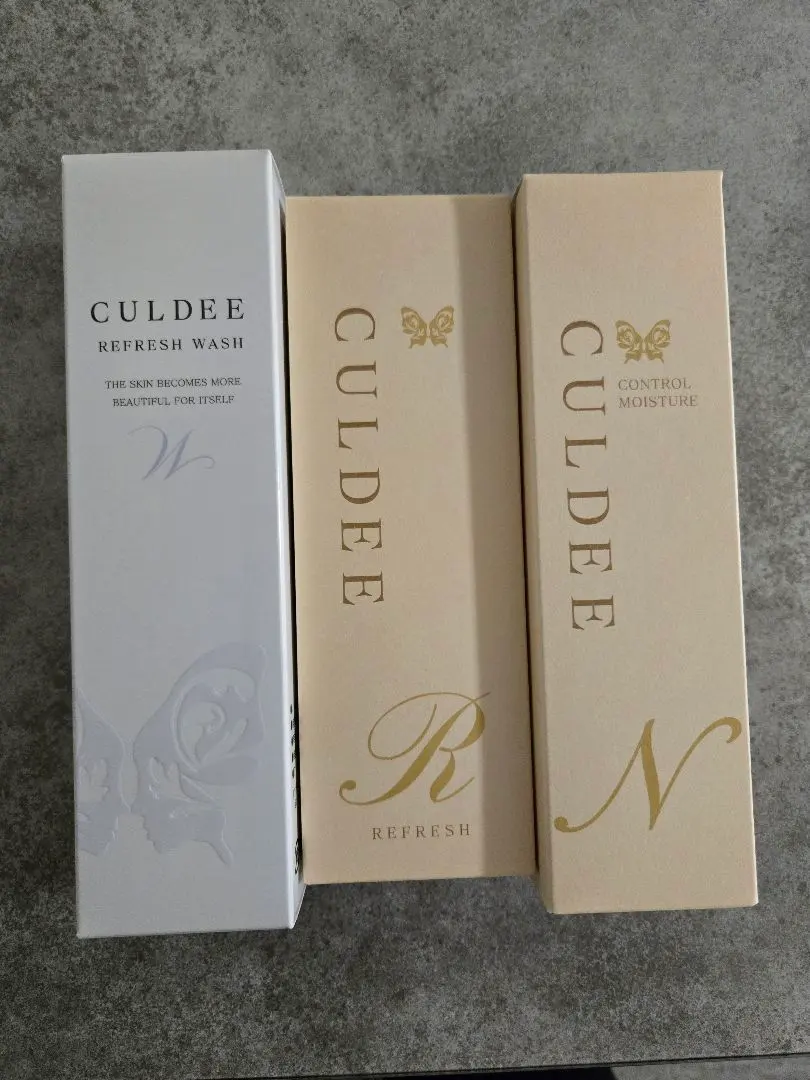 CULDEE
REFRESH WASH
THE SKIN BECOMES MORE
BEAUTIFUL FOR ITSELF
W
CULDEE
R
REFRESH
CULDEE
CONTROL
MOISTURE
N